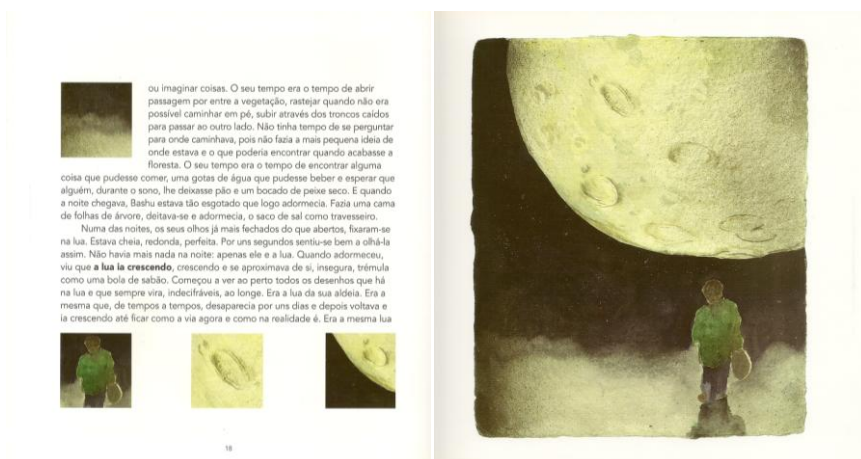 ou imaginar coisas. O seu tempo era o tempo de abrir
passagem por entre a vegetação, rastejar quando não era
possível caminhar em pé, subir através dos troncos caídos
para passar ao outro lado. Não tinha tempo de se perguntar
para onde caminhava, pois não fazia a mais pequena ideia de
onde estava e o que poderia encontrar quando acabasse a
floresta. O seu tempo era o tempo de encontrar alguma
coisa que pudesse comer, uma gotas de água que pudesse beber e esperar que
alguém, durante o sono, lhe deixasse pão e um bocado de peixe seco. E quando
a noite chegava, Bashu estava tão esgotado que logo adormecia. Fazia uma cama
de folhas de árvore, deitava-se e adormecia, o saco de sal como travesseiro.
Numa das noites, os seus olhos já mais fechados do que abertos, fixaram-se
na lua. Estava cheia, redonda, perfeita. Por uns segundos sentiu-se bem a olhá-la
assim. Não havia mais nada na noite: apenas ele e a lua. Quando adormeceu,
viu que a lua ia crescendo, crescendo e se aproximava de si, insegura, trémula
como uma bola de sabão. Começou a ver ao perto todos os desenhos que há
na lua e que sempre vira, indecifráveis, ao longe. Era a lua da sua aldeia. Era a
mesma que, de tempos a tempos, desaparecia por uns dias e depois voltava e
ia crescendo até ficar como a via agora e como na realidade é. Era a mesma lua
18